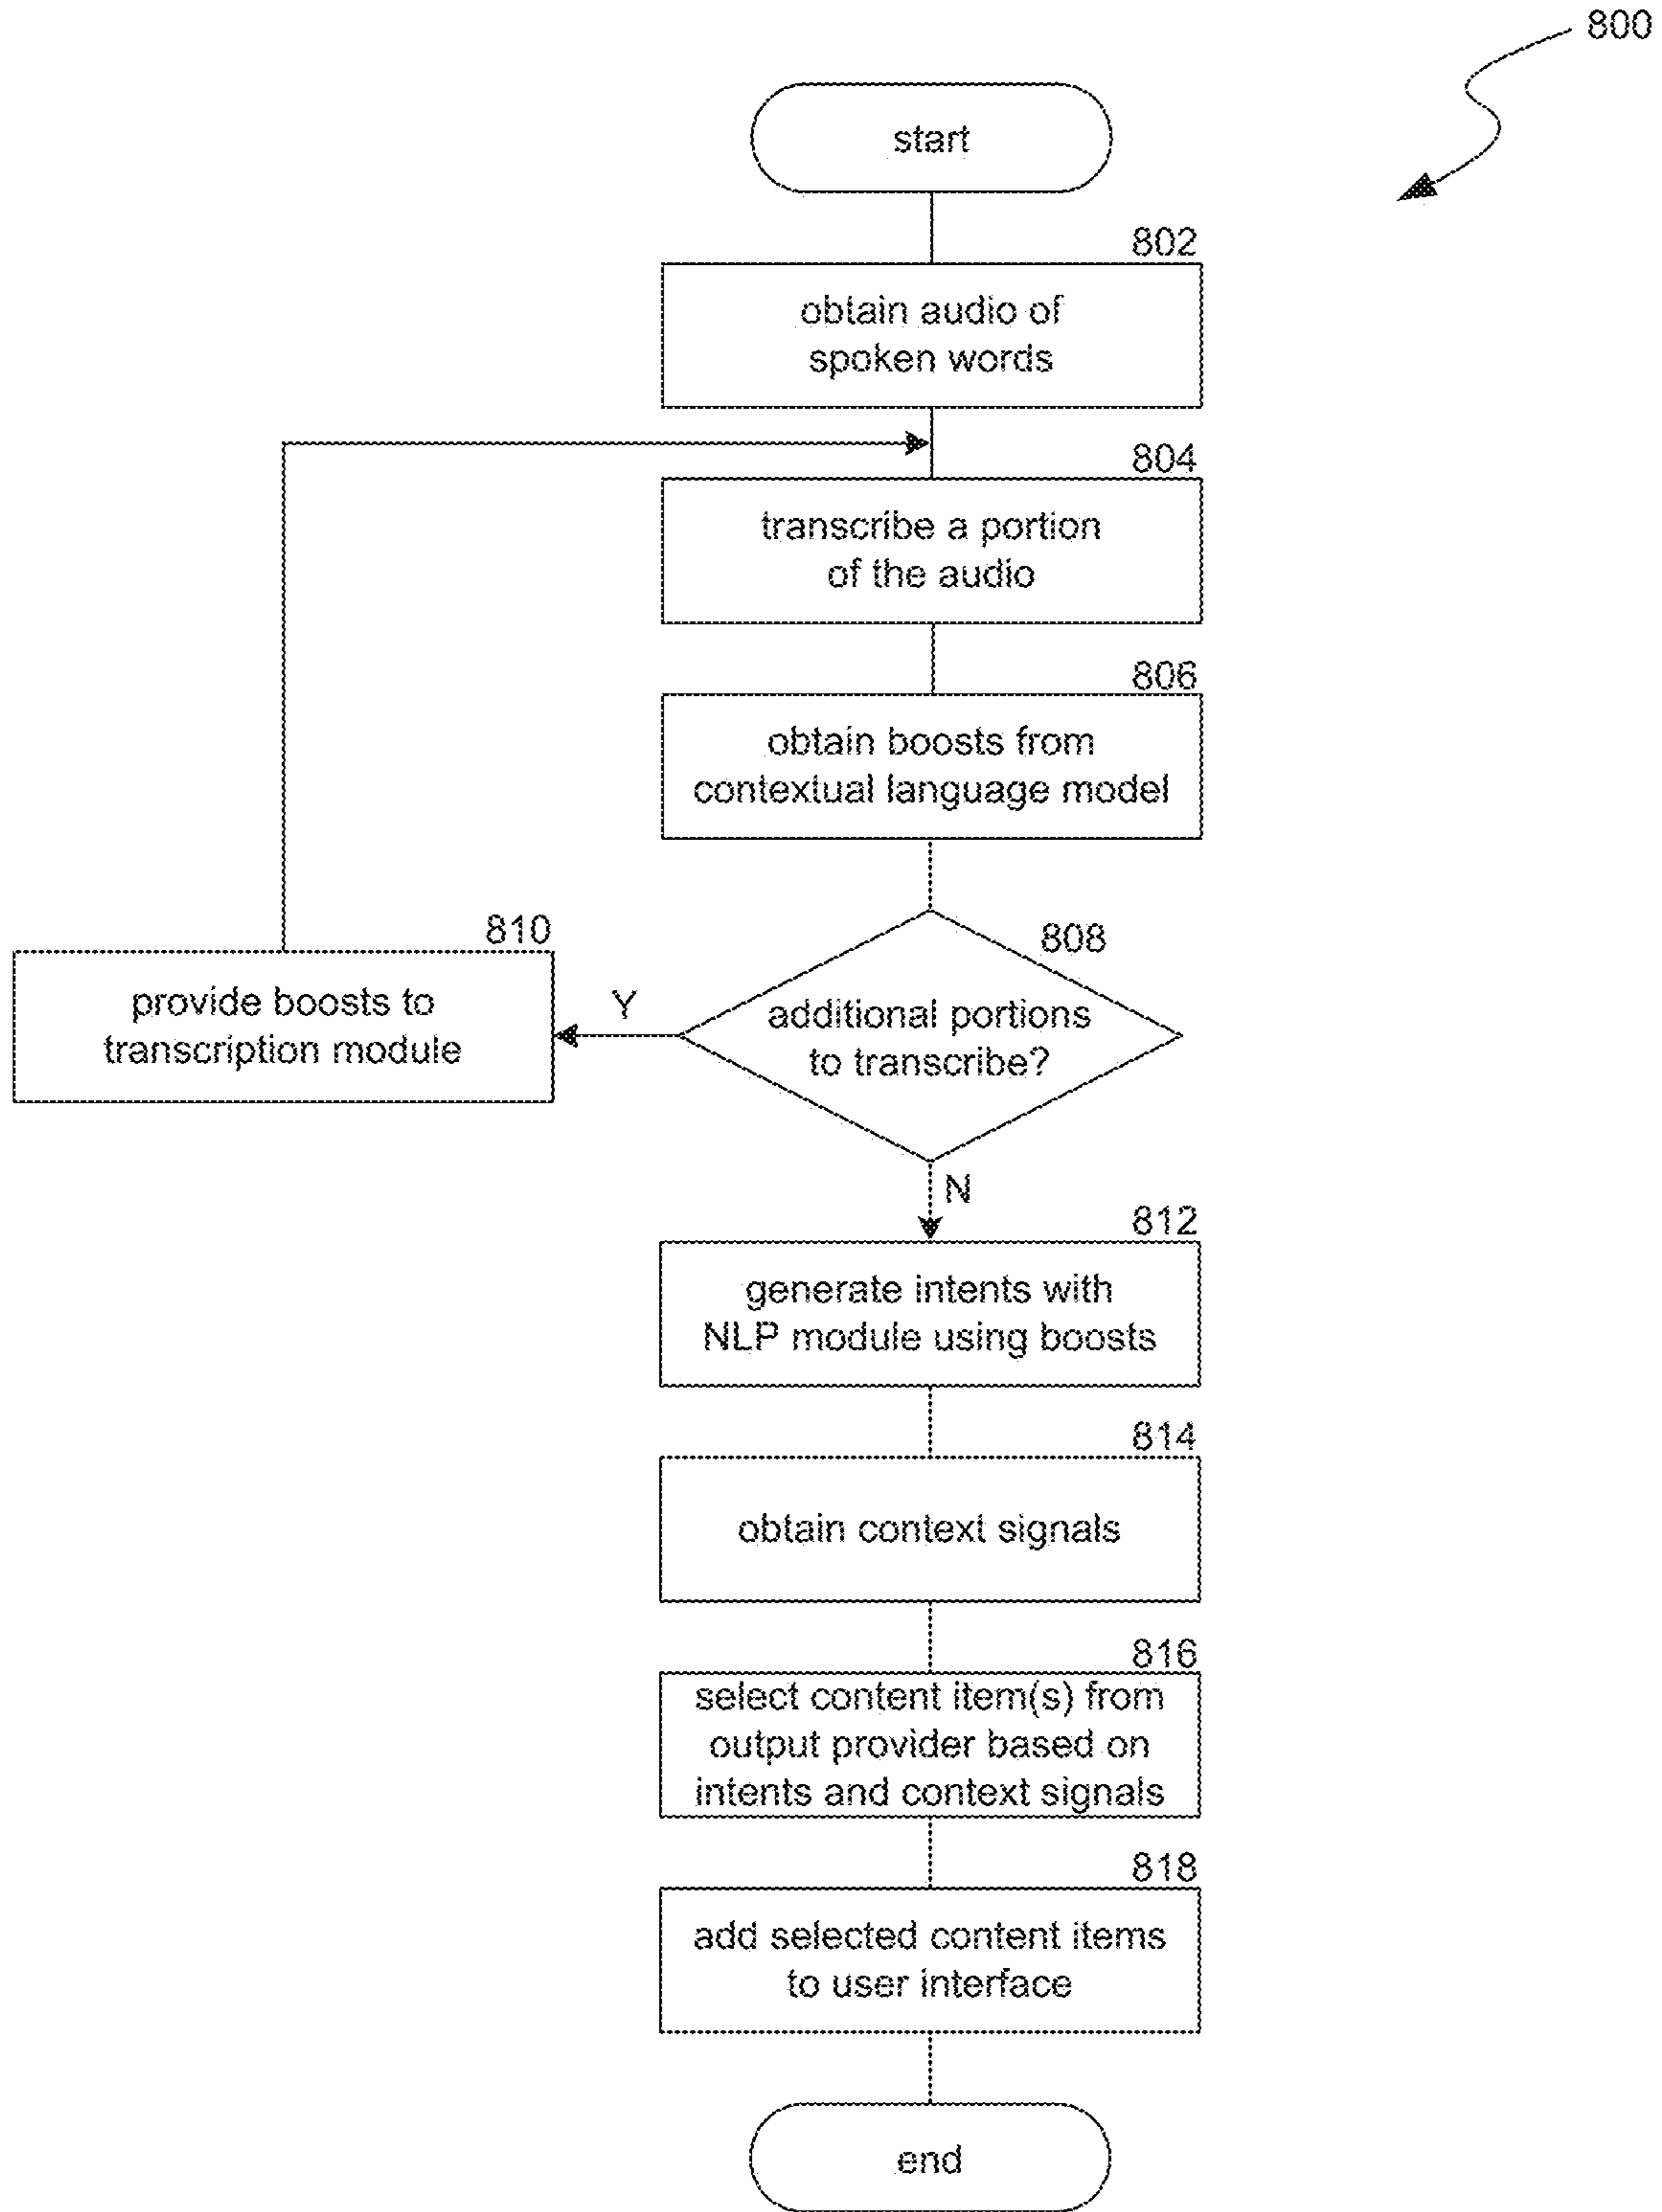 800
start
802
obtain audio of
spoken words
804
transcribe a portion
of the audio
806
obtain boosts from
contextual language model
808
additional portions
to transcribe?
Y
810
provide boosts to
transcription module
N
812
generate intents with
NLP module using boosts
814
obtain context signals
816
select content item(s) from
output provider based on
intents and context signals
818
add selected content items
to user interface
end